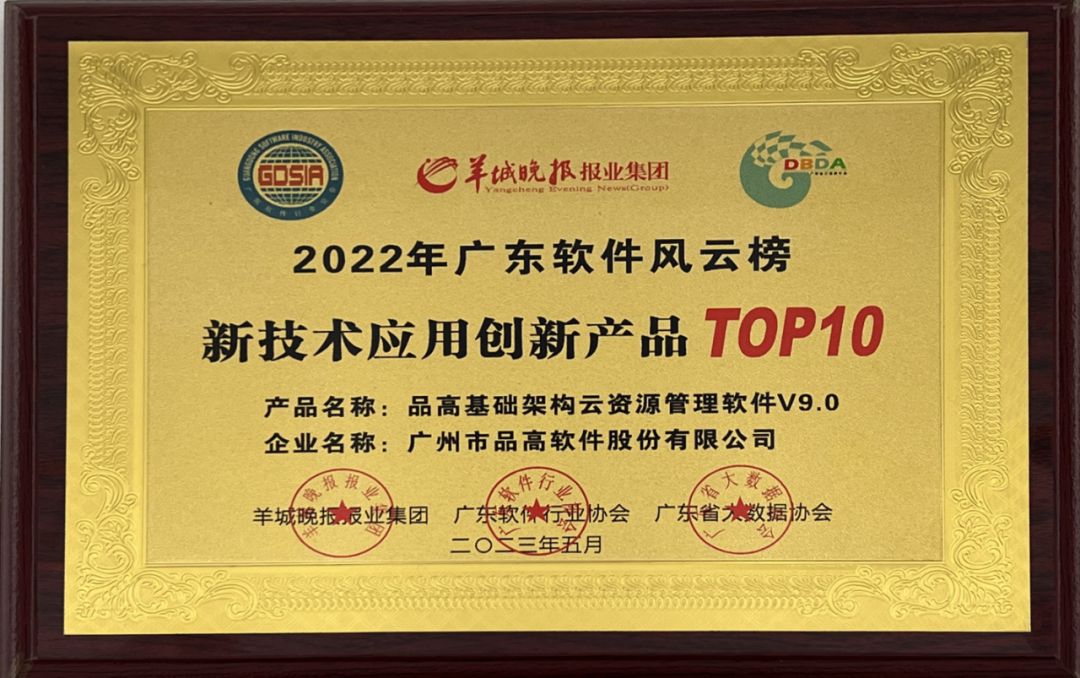 GUANGDONG SOFTWARE INDUSTRY ASSOCIATION
GDSIA
羊城晚报报业集团
Yangcheng Evening News(Group)
DBDA
2022年广东软件风云榜
新技术应用创新产品TOP10
产品名称：品高基础架构云资源管理软件V9.0
企业名称：广州市品高软件股份有限公司
羊城晚报报业集团 广东软件行业协会 广东省大数据协会
二〇二三年五月